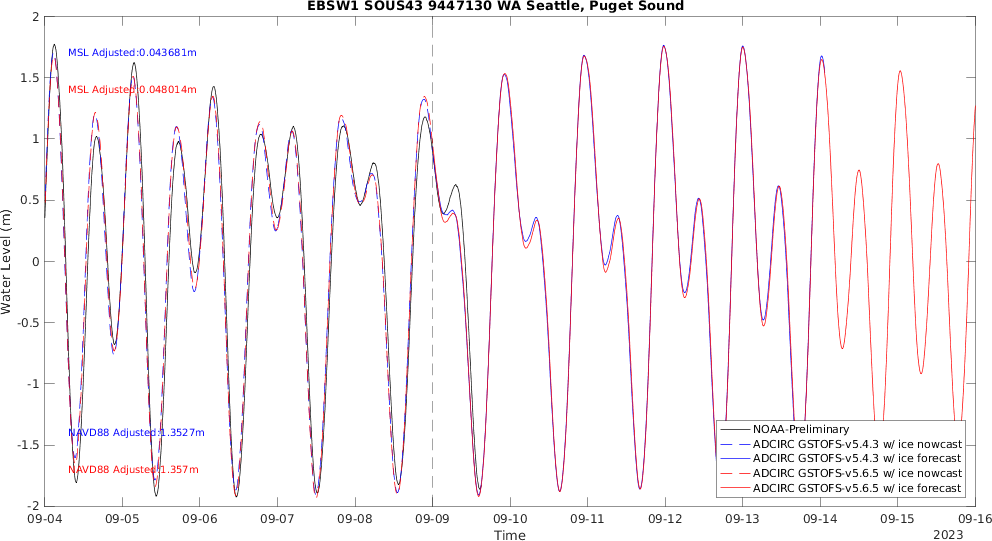 EBSW1 SOUS43 9447130 WA Seattle, Puget Sound
2
1.5
1
0.5
0
-0.5
-1
-1.5
-2
Water Level (m)
MSL Adjusted:0.043681m
MSL Adjusted:0.048014m
NAVD88 Adjusted:1.3527m
NAVD88 Adjusted:1.357m
NOAA-Preliminary
ADCIRC GSTOFS-v5.4.3 w/ ice nowcast
ADCIRC GSTOFS-v5.4.3 w/ ice forecast
ADCIRC GSTOFS-v5.6.5 w/ ice nowcast
ADCIRC GSTOFS-v5.6.5 w/ ice forecast
09-04 09-05 09-06 09-07 09-08 09-09 09-10 09-11 09-12 09-13 09-14 09-15 09-16
Time
2023